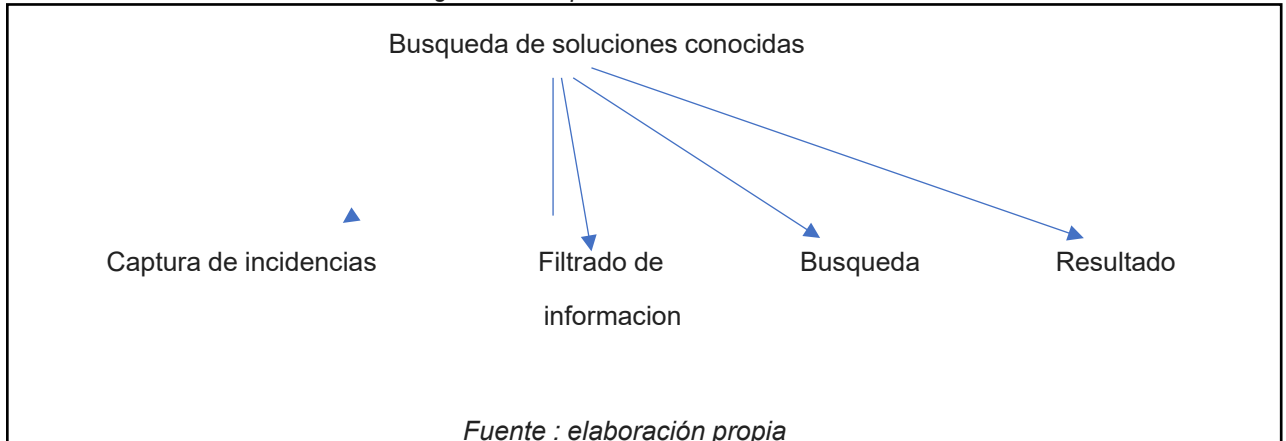 Busqueda de soluciones conocidas
Captura de incidencias Filtrado de Busqueda Resultado
informacion
Fuente : elaboración propia